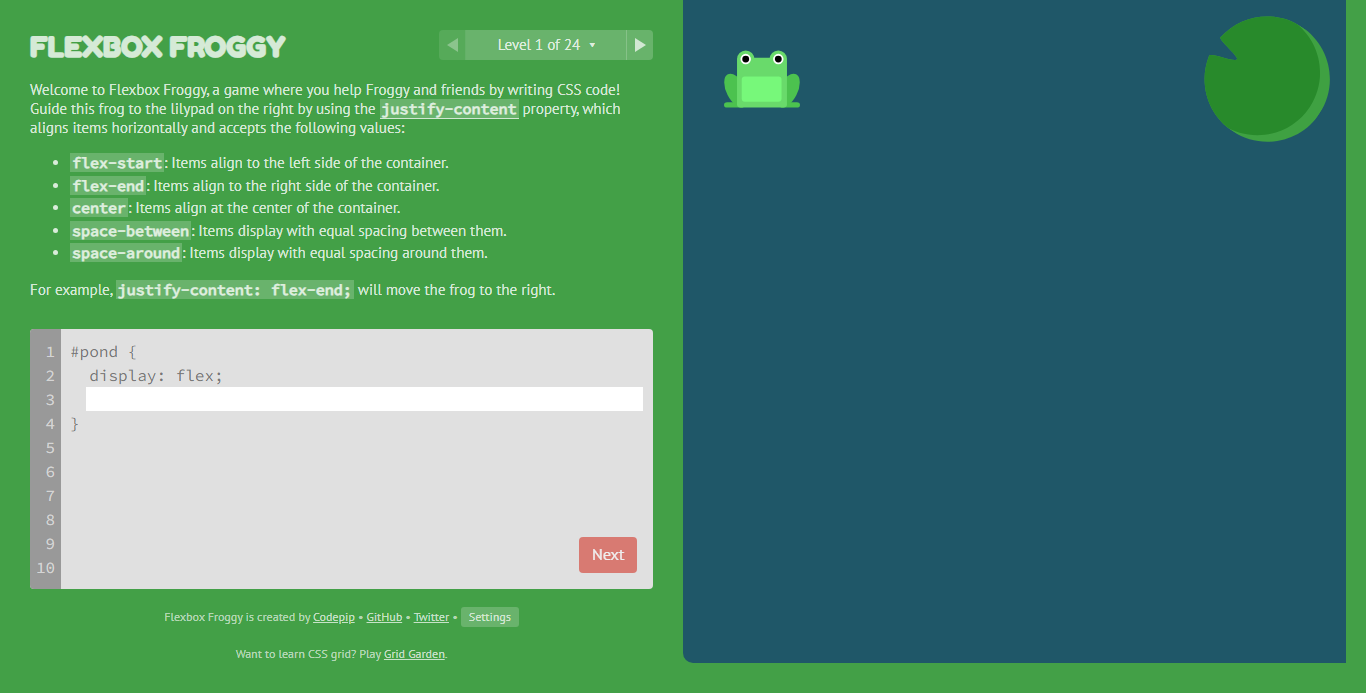 FLEXBOX FROGGY
Level 1 of 24
Welcome to Flexbox Froggy, a game where you help Froggy and friends by writing CSS code!
Guide this frog to the lilypad on the right by using the justify-content property, which
aligns items horizontally and accepts the following values:
• flex-start: Items align to the left side of the container.
• flex-end: Items align to the right side of the container.
• center: Items align at the center of the container.
• space-between: Items display with equal spacing between them.
• space-around: Items display with equal spacing around them.
For example, justify-content: flex-end; will move the frog to the right.
1 #pond {
2 display: flex;
3
4 }
5
6
7
8
9
10
Next
Flexbox Froggy is created by Codepip • GitHub • Twitter • Settings
Want to learn CSS grid? Play Grid Garden.